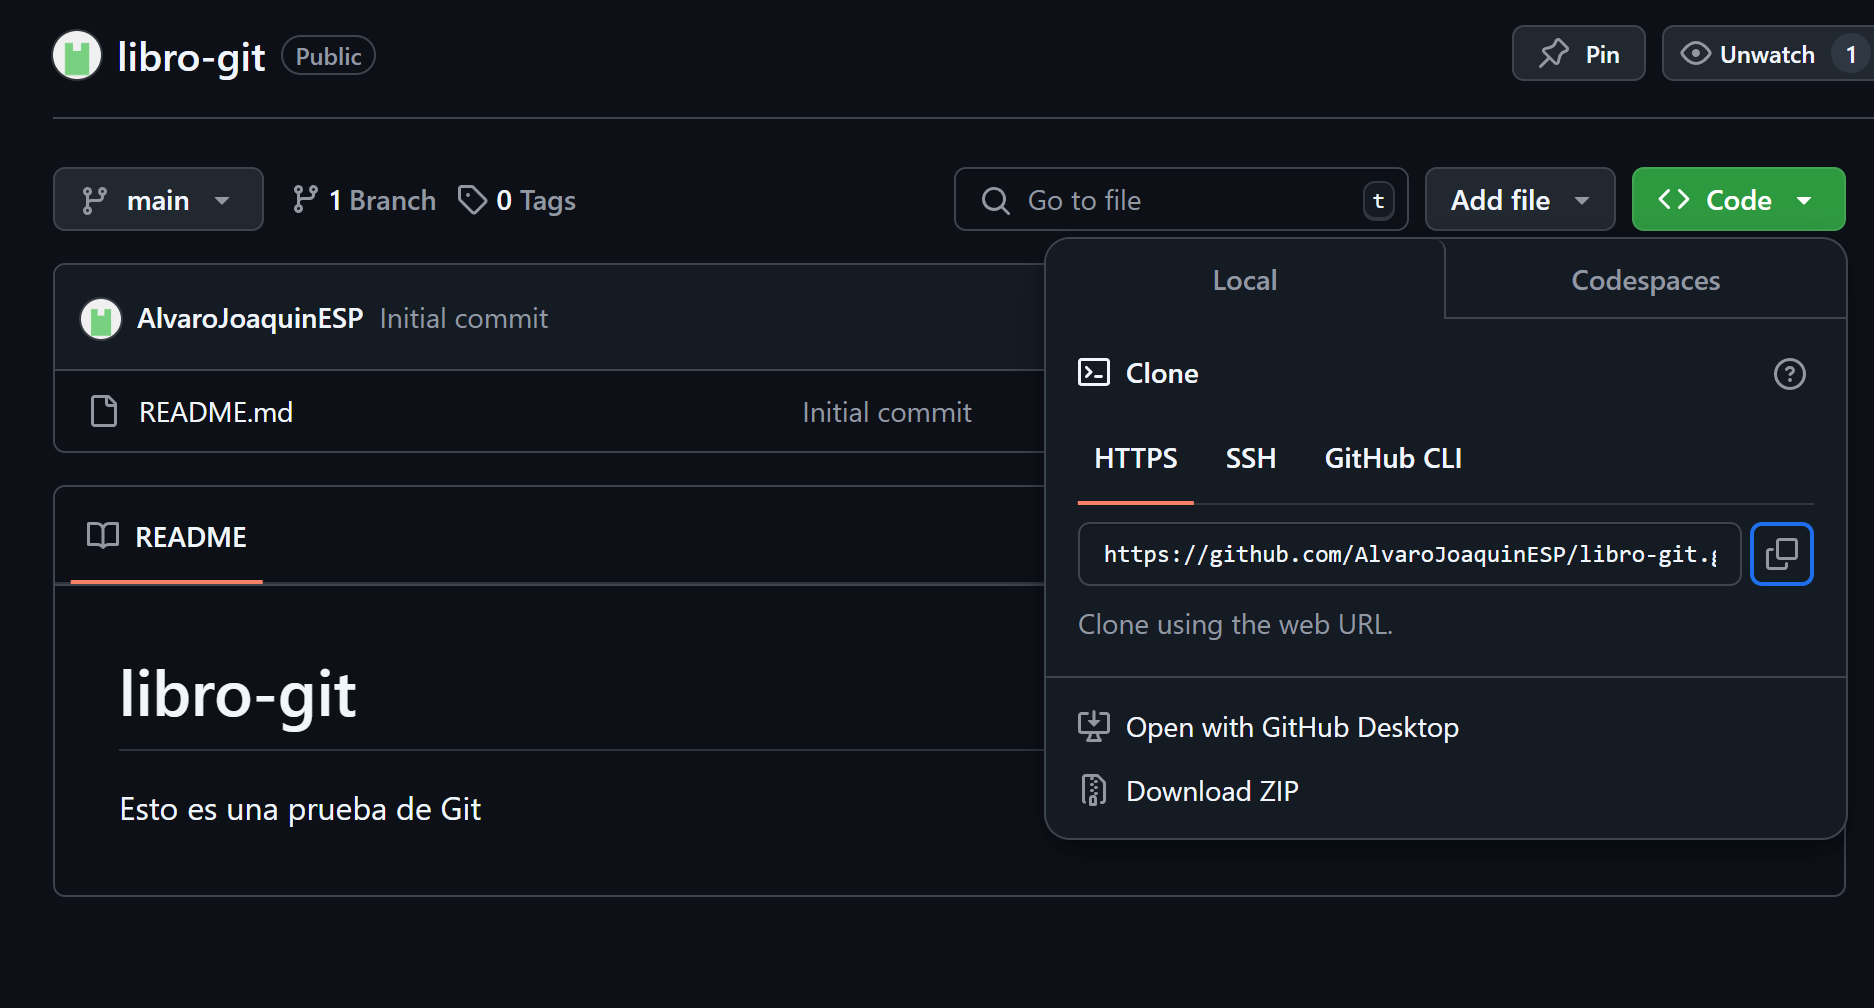 libro-git Public
Pin
Unwatch 1
main
1 Branch
0 Tags
Go to file t
Add file
Code
AlvaroJoaquinESP Initial commit
README.md Initial commit
README
libro-git
Esto es una prueba de Git
Local
Codespaces
Clone
HTTPS SSH GitHub CLI
https://github.com/AlvaroJoaquinESP/libro-git.g
Clone using the web URL.
Open with GitHub Desktop
Download ZIP